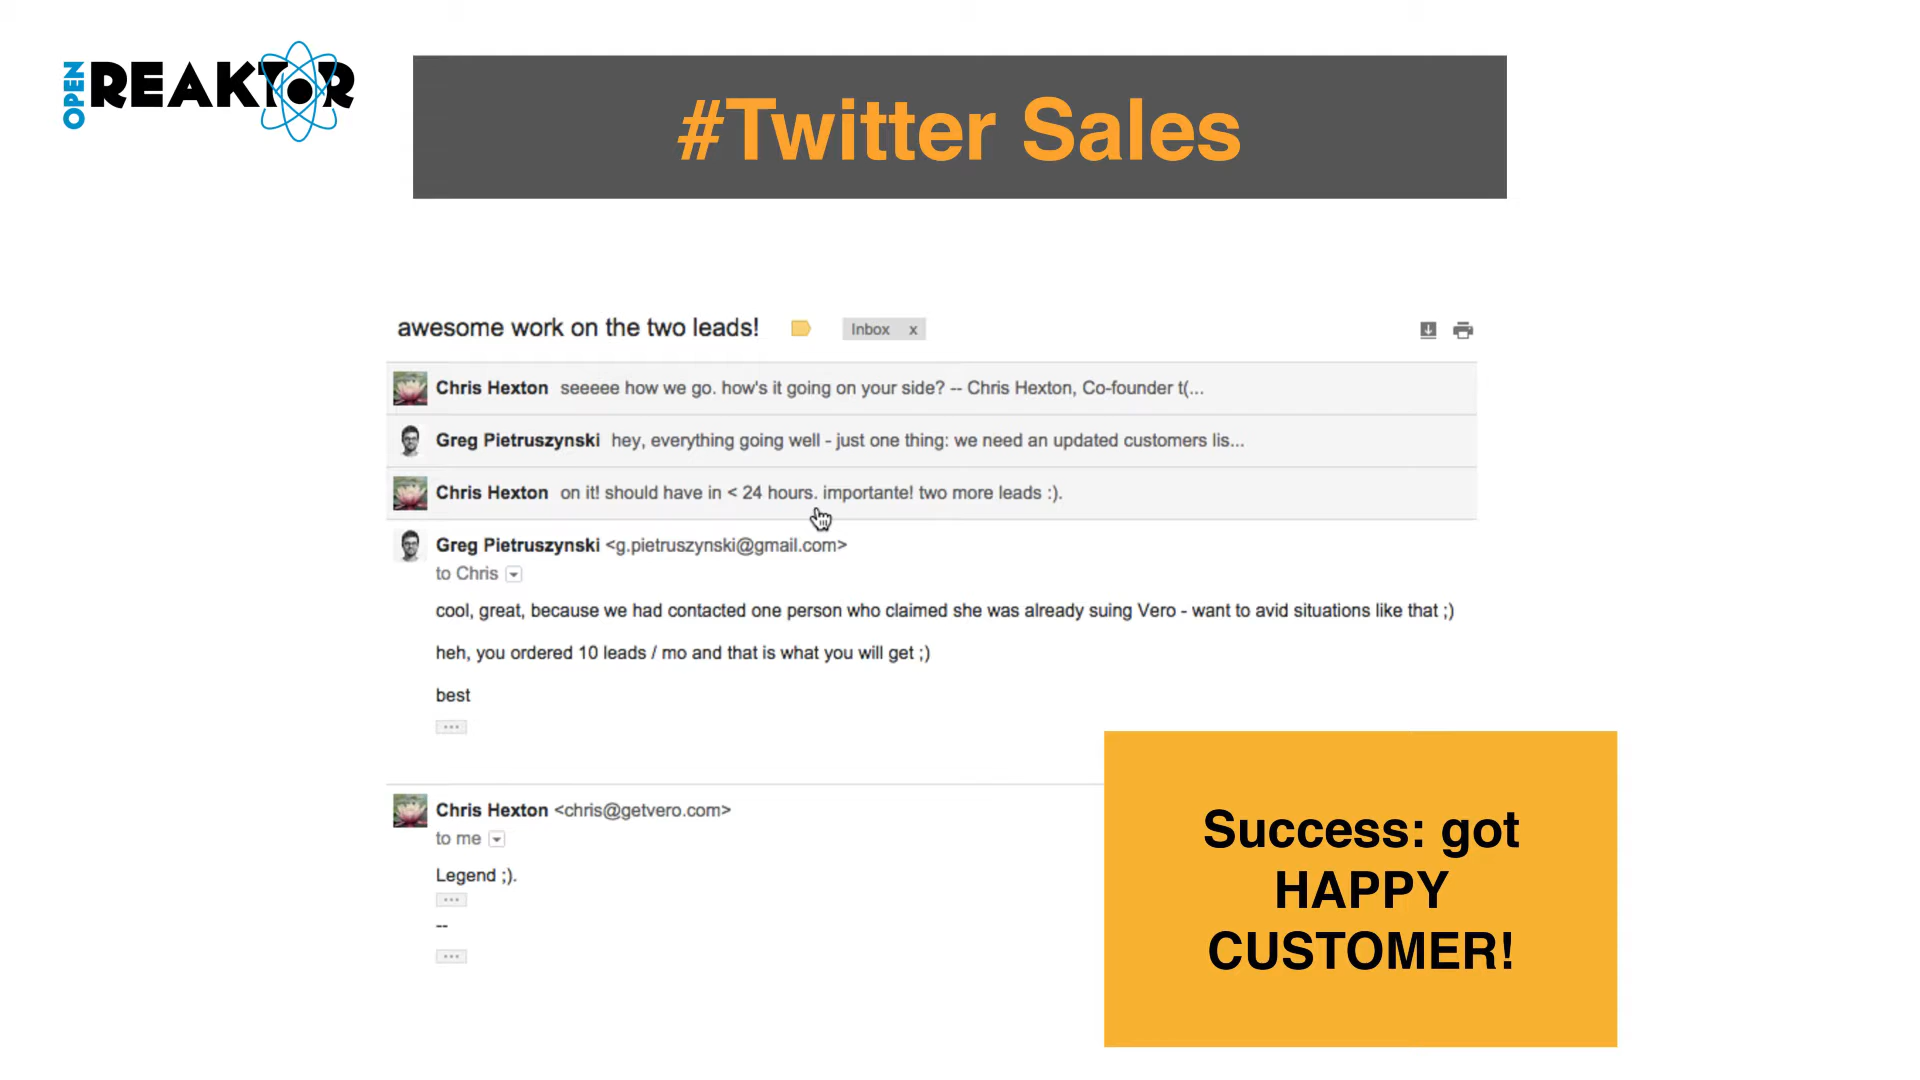 OPEN REAKTOR
#Twitter Sales
awesome work on the two leads! Inbox x
Chris Hexton seeeee how we go. how's it going on your side? -- Chris Hexton, Co-founder t(...
Greg Pietruszynski hey, everything going well - just one thing: we need an updated customers lis...
Chris Hexton on it! should have in < 24 hours. importante! two more leads :).
Greg Pietruszynski <g.pietruszynski@gmail.com>
to Chris
cool, great, because we had contacted one person who claimed she was already suing Vero - want to avid situations like that ;)
heh, you ordered 10 leads / mo and that is what you will get ;)
best
...
Chris Hexton <chris@getvero.com>
to me
Legend ;).
...
--
...
Success: got
HAPPY
CUSTOMER!